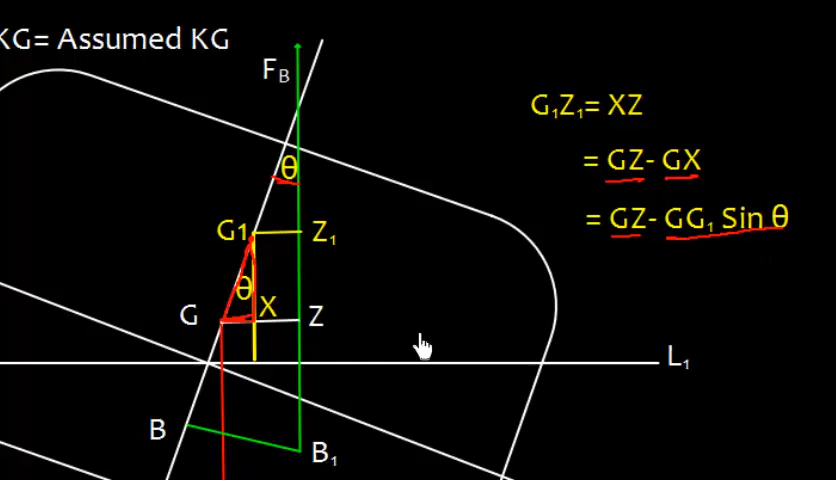 KG= Assumed KG
F_B
G₁Z₁= XZ
= GZ- GX
θ
= GZ- GG₁ Sin θ
G1
Z₁
θ
X
G
Z
L₁
B
B₁